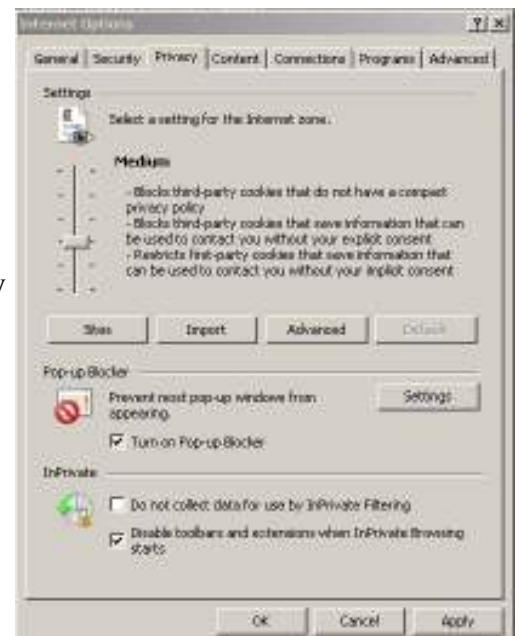 Internet Options
General Security Privacy Content Connections Programs Advanced
Settings
Select a setting for the Internet zone.
Medium
- Blocks third-party cookies that do not have a compact
privacy policy
- Blocks third-party cookies that save information that can
be used to contact you without your explicit consent
- Restricts first-party cookies that save information that
can be used to contact you without your implicit consent
y
Sites Import Advanced Default
Pop-up Blocker
Prevent most pop-up windows from
appearing.
Settings
Turn on Pop-up Blocker
InPrivate
Do not collect data for use by InPrivate Filtering
Disable toolbars and extensions when InPrivate Browsing
starts
OK Cancel Apply